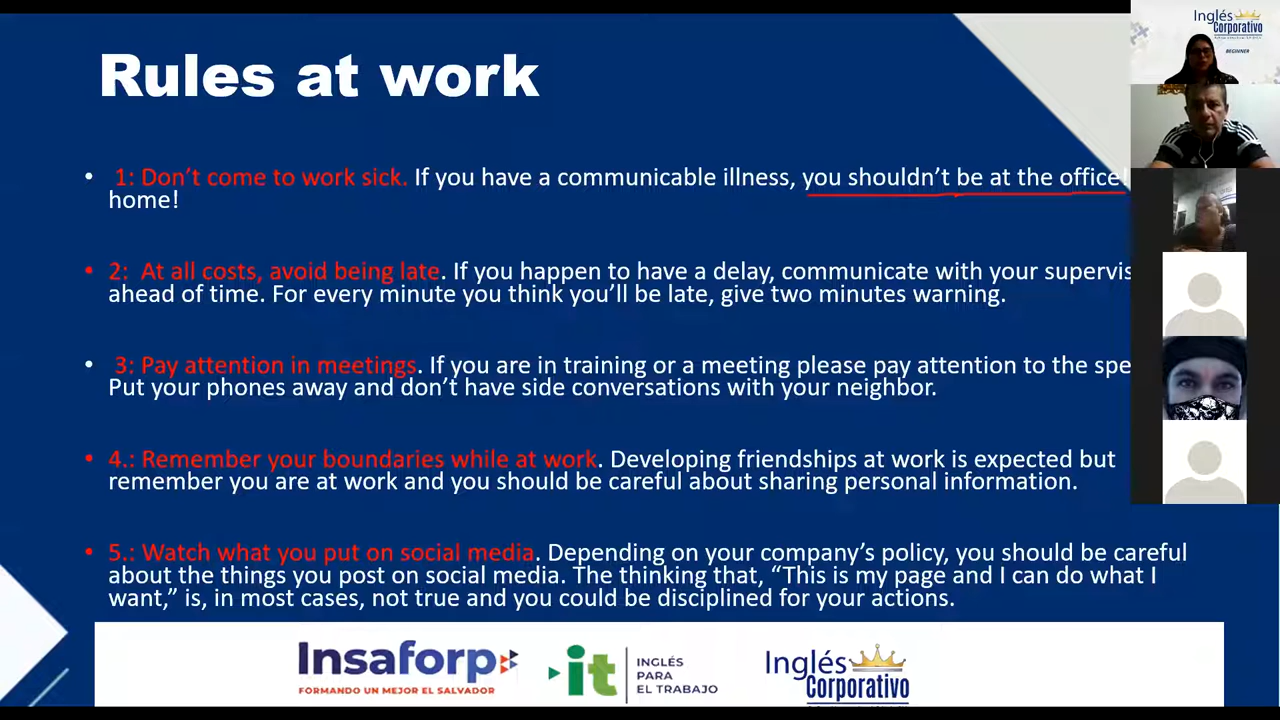 Rules at work
• 1: Don’t come to work sick. If you have a communicable illness, you shouldn’t be at the office!
home!
• 2: At all costs, avoid being late. If you happen to have a delay, communicate with your supervis
ahead of time. For every minute you think you’ll be late, give two minutes warning.
• 3: Pay attention in meetings. If you are in training or a meeting please pay attention to the spe
Put your phones away and don’t have side conversations with your neighbor.
• 4.: Remember your boundaries while at work. Developing friendships at work is expected but
remember you are at work and you should be careful about sharing personal information.
• 5.: Watch what you put on social media. Depending on your company’s policy, you should be careful
about the things you post on social media. The thinking that, “This is my page and I can do what I
want,” is, in most cases, not true and you could be disciplined for your actions.
Insaforp
FORMANDO UN MEJOR EL SALVADOR
it
INGLÉS
PARA
EL TRABAJO
Inglés
Corporativo
Inglés
Corporativo
BEGINNER